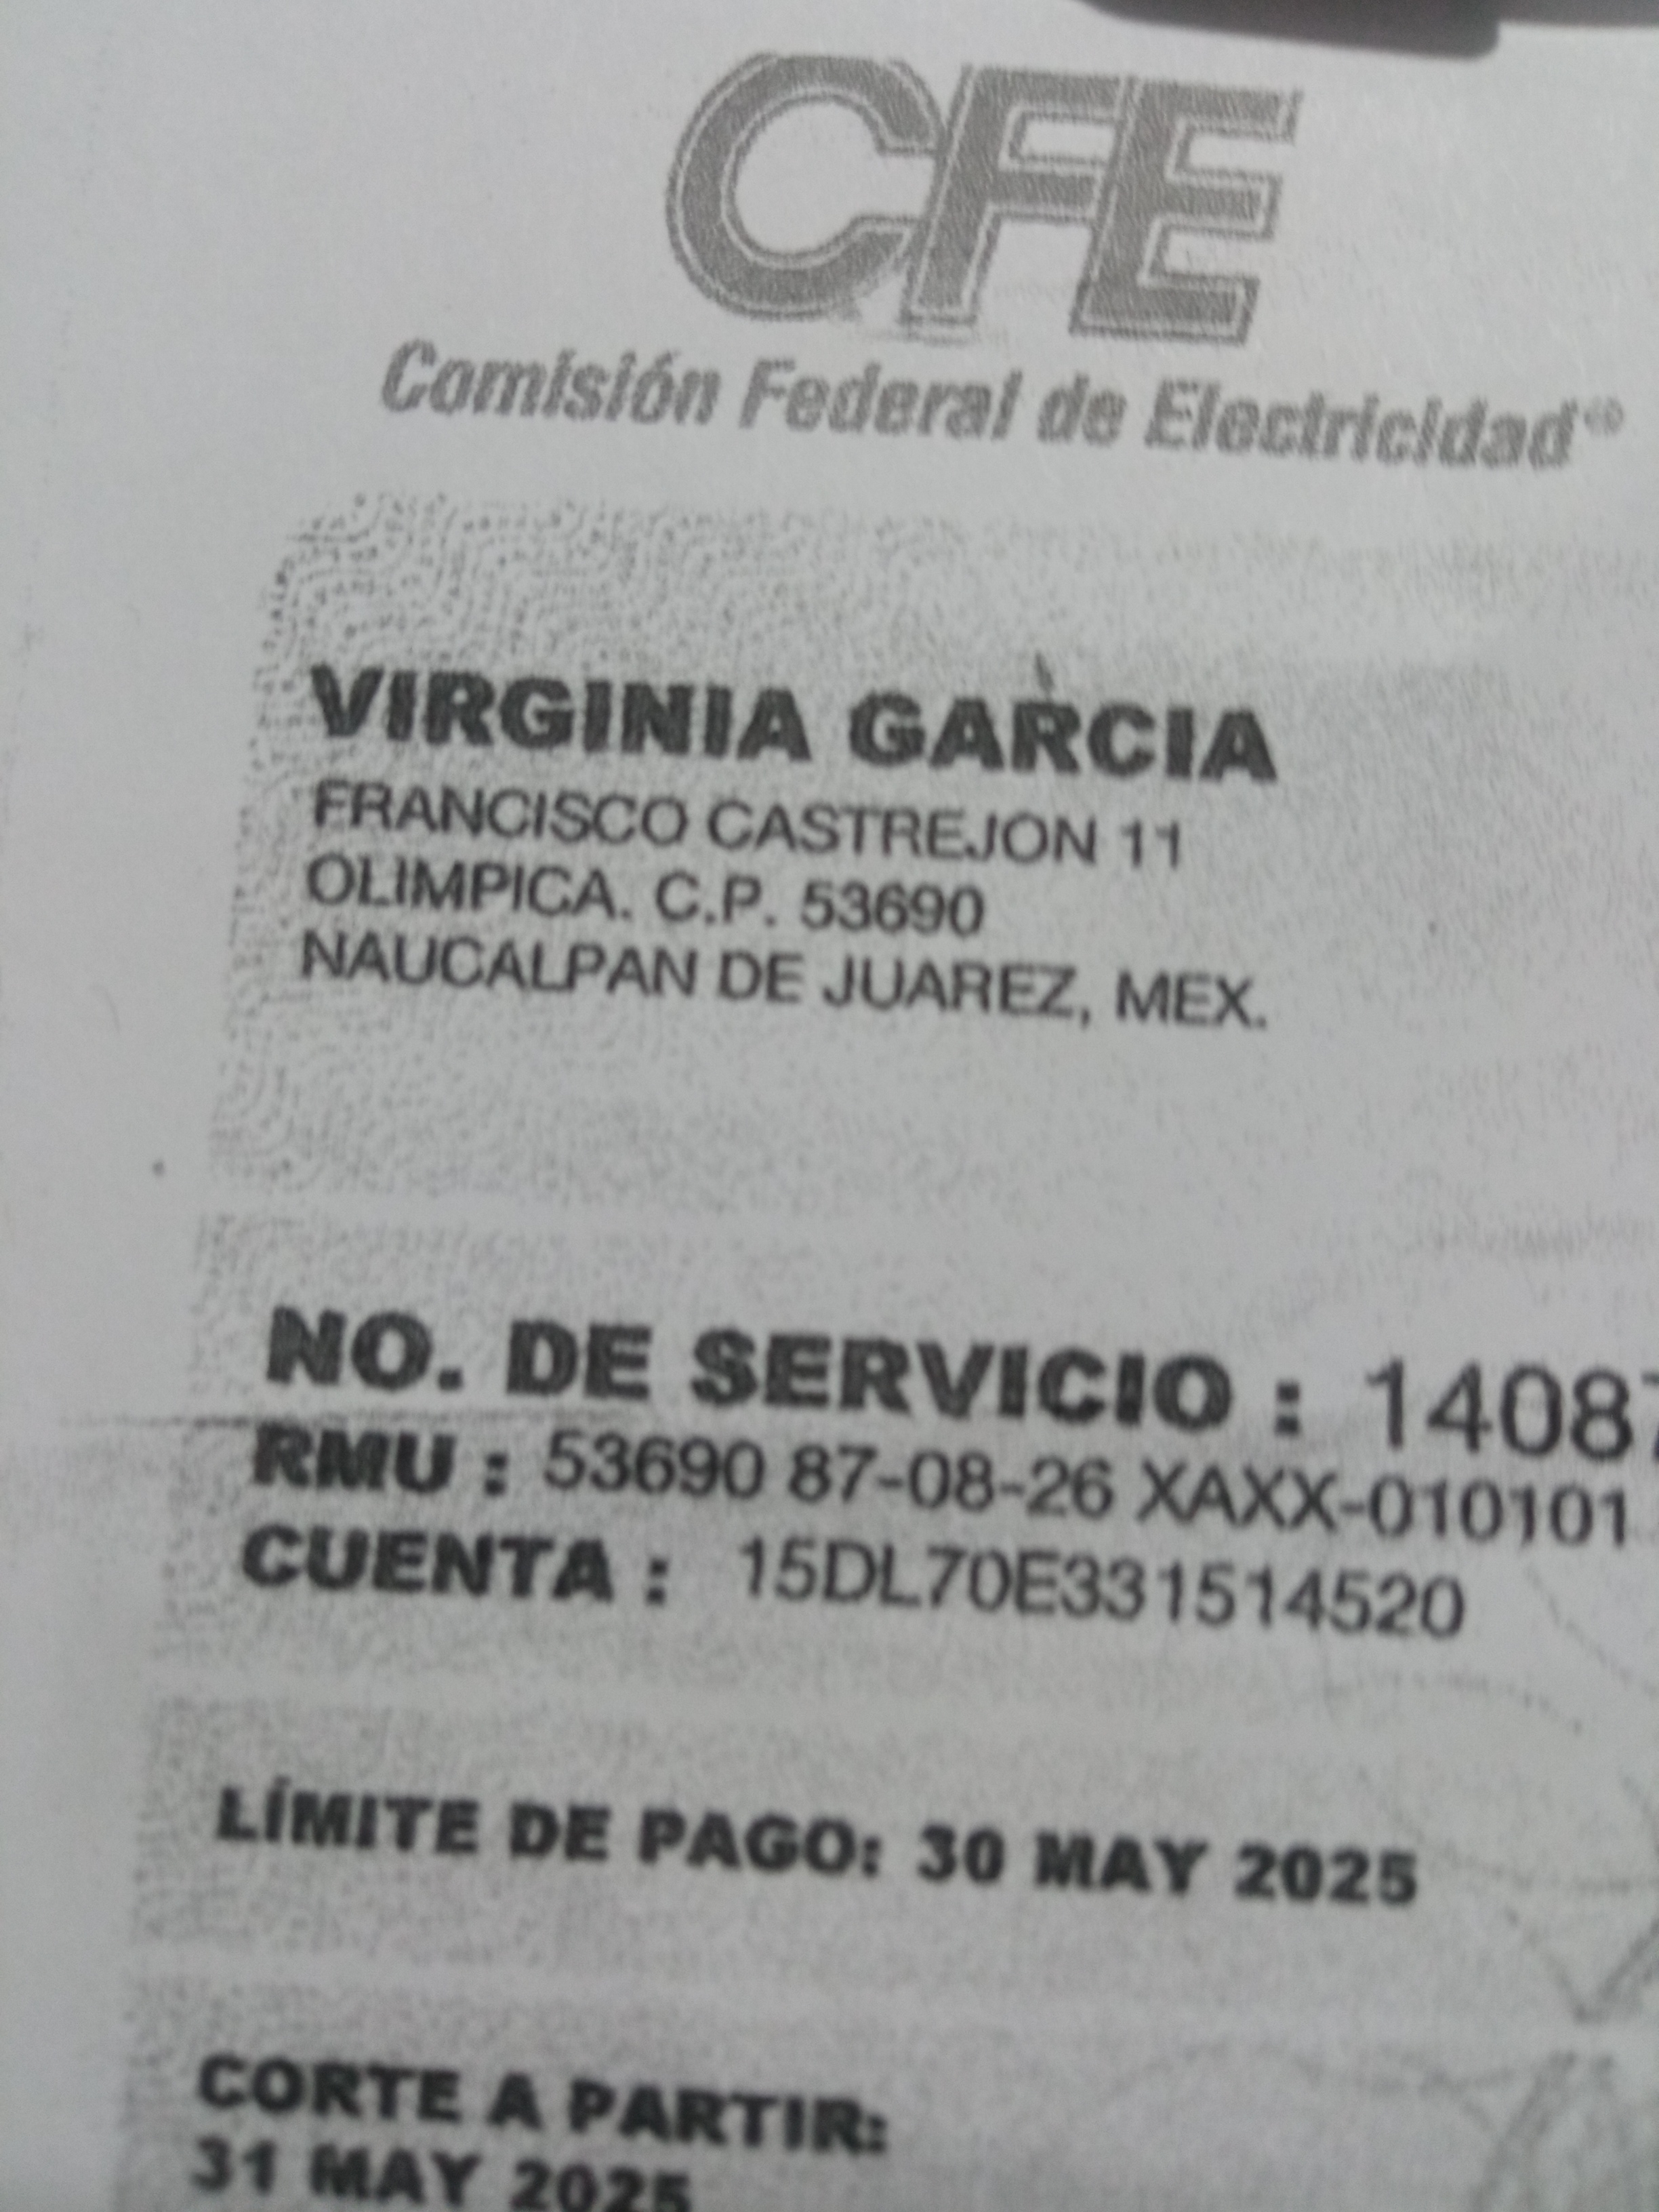 CFE
Comisión Federal de Electricidad®
VIRGINIA GARCIA
FRANCISCO CASTREJON 11
OLIMPICA. C.P. 53690
NAUCALPAN DE JUAREZ, MEX.
NO. DE SERVICIO : 14087
RMU : 53690 87-08-26 XAXX-010101
CUENTA : 15DL70E331514520
LÍMITE DE PAGO: 30 MAY 2025
CORTE A PARTIR:
31 MAY 2025